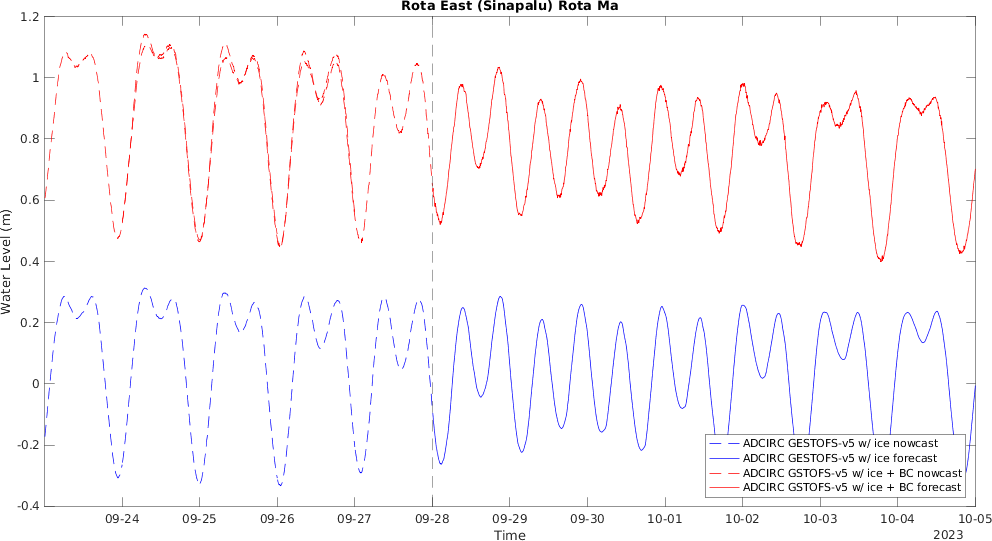 Rota East (Sinapalu) Rota Ma
1.2
1
0.8
0.6
0.4
0.2
0
-0.2
-0.4
Water Level (m)
ADCIRC GESTOFS-v5 w/ ice nowcast
ADCIRC GESTOFS-v5 w/ ice forecast
ADCIRC GSTOFS-v5 w/ ice + BC nowcast
ADCIRC GSTOFS-v5 w/ ice + BC forecast
09-24 09-25 09-26 09-27 09-28 09-29 09-30 10-01 10-02 10-03 10-04 10-05
Time
2023